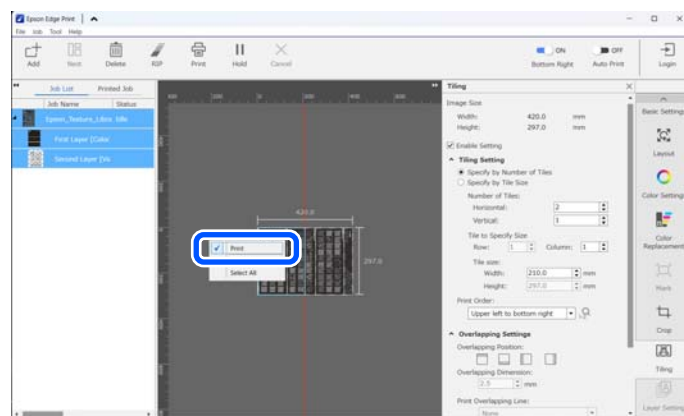 Epson Edge Print
File Job Tool Help
Add Nest Delete RIP Print Hold Cancel
ON
Bottom Right
OFF
Auto Print
Login
Job List Printed Job
Job Name Status
Epson_Texture_ Idle
First Layer [Color
Second Layer [Va
420.0
297.0
Print
Select All
Tiling
Image Size
Width: 420.0 mm
Height: 297.0 mm
Enable Setting
Tiling Setting
Specify by Number of Tiles
Specify by Tile Size
Number of Tiles:
Horizontal: 2
Vertical: 1
Tile to Specify Size
Row: 1 Column: 1
Tile size:
Width: 210.0 mm
Height: 297.0 mm
Print Order:
Upper left to bottom right
Overlapping Settings
Overlapping Position:
Overlapping Dimension:
2.5 mm
Print Overlapping Line:
None
Basic Settings
Layout
Color Settings
Color
Replacement
Mark
Crop
Tiling
Layer Settings